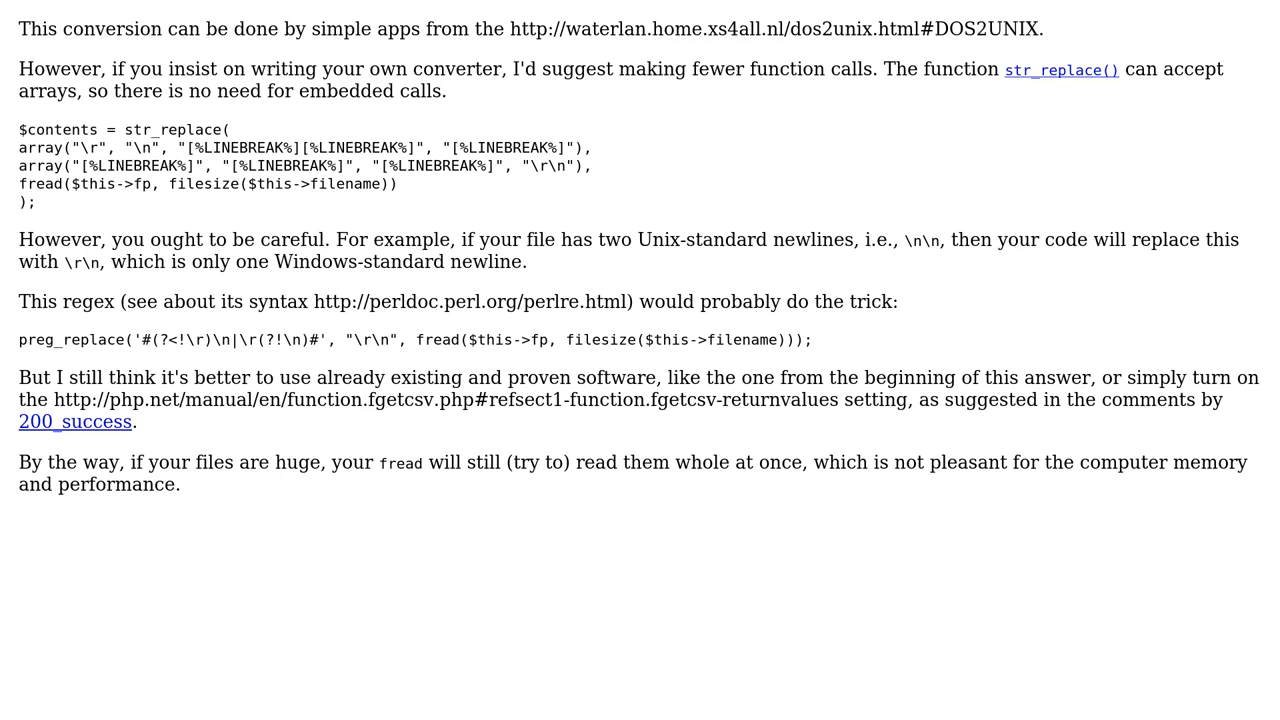 This conversion can be done by simple apps from the http://waterlan.home.xs4all.nl/dos2unix.html#DOS2UNIX.
However, if you insist on writing your own converter, I'd suggest making fewer function calls. The function str_replace() can accept
arrays, so there is no need for embedded calls.
$contents = str_replace(
array("\r", "\n", "[%LINEBREAK%][%LINEBREAK%]", "[%LINEBREAK%]"),
array("[%LINEBREAK%]", "[%LINEBREAK%]", "[%LINEBREAK%]", "\r\n"),
fread($this->fp, filesize($this->filename))
);
However, you ought to be careful. For example, if your file has two Unix-standard newlines, i.e., \n\n, then your code will replace this
with \r\n, which is only one Windows-standard newline.
This regex (see about its syntax http://perldoc.perl.org/perlre.html) would probably do the trick:
preg_replace('#(?<!\r)\n|\r(?!\n)#', "\r\n", fread($this->fp, filesize($this->filename)));
But I still think it's better to use already existing and proven software, like the one from the beginning of this answer, or simply turn on
the http://php.net/manual/en/function.fgetcsv.php#refsect1-function.fgetcsv-returnvalues setting, as suggested in the comments by
200_success.
By the way, if your files are huge, your fread will still (try to) read them whole at once, which is not pleasant for the computer memory
and performance.